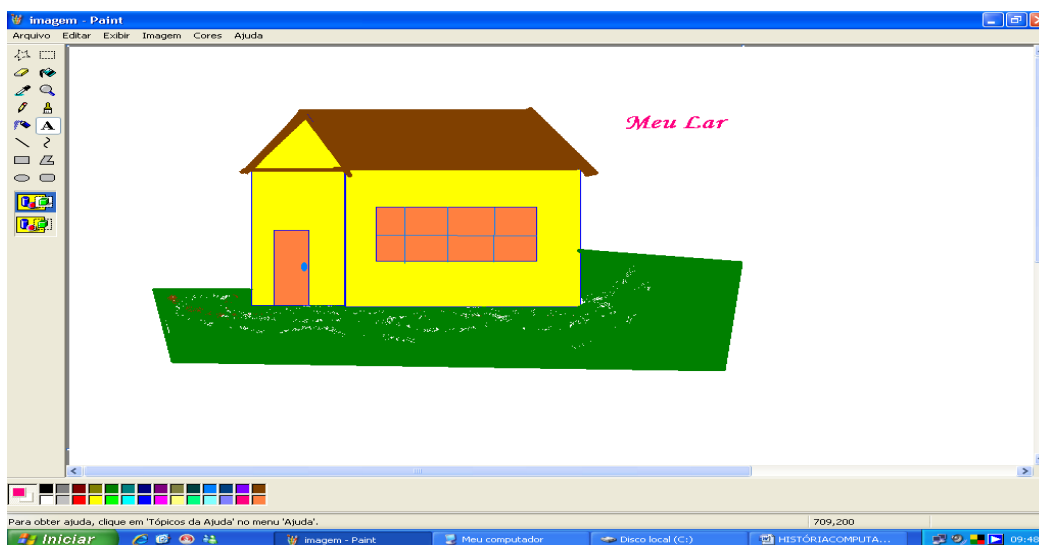 imagem - Paint
Arquivo Editar Exibir Imagem Cores Ajuda
A
Meu Lar
Para obter ajuda, clique em 'Tópicos da Ajuda' no menu 'Ajuda'.
709,200
Iniciar
imagem - Paint
Meu computador
Disco local (C:)
HISTÓRIACOMPUTA...
09:48